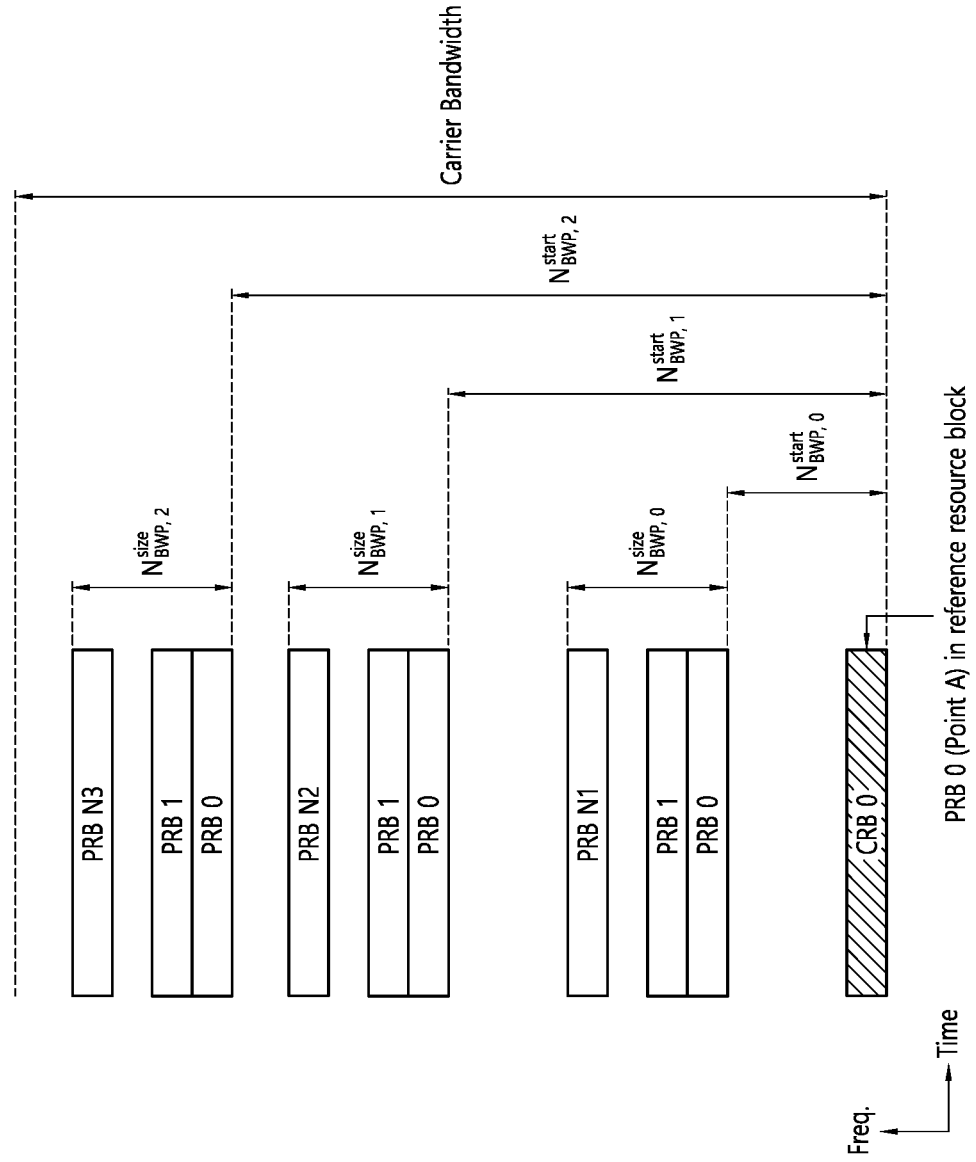 Carrier Bandwidth
N^start_BWP, 2
N^start_BWP, 1
N^start_BWP, 0
N^size_BWP, 2
N^size_BWP, 1
N^size_BWP, 0
PRB N3
PRB 1
PRB 0
PRB N2
PRB 1
PRB 0
PRB N1
PRB 1
PRB 0
CRB 0
PRB 0 (Point A) in reference resource block
Freq.
Time